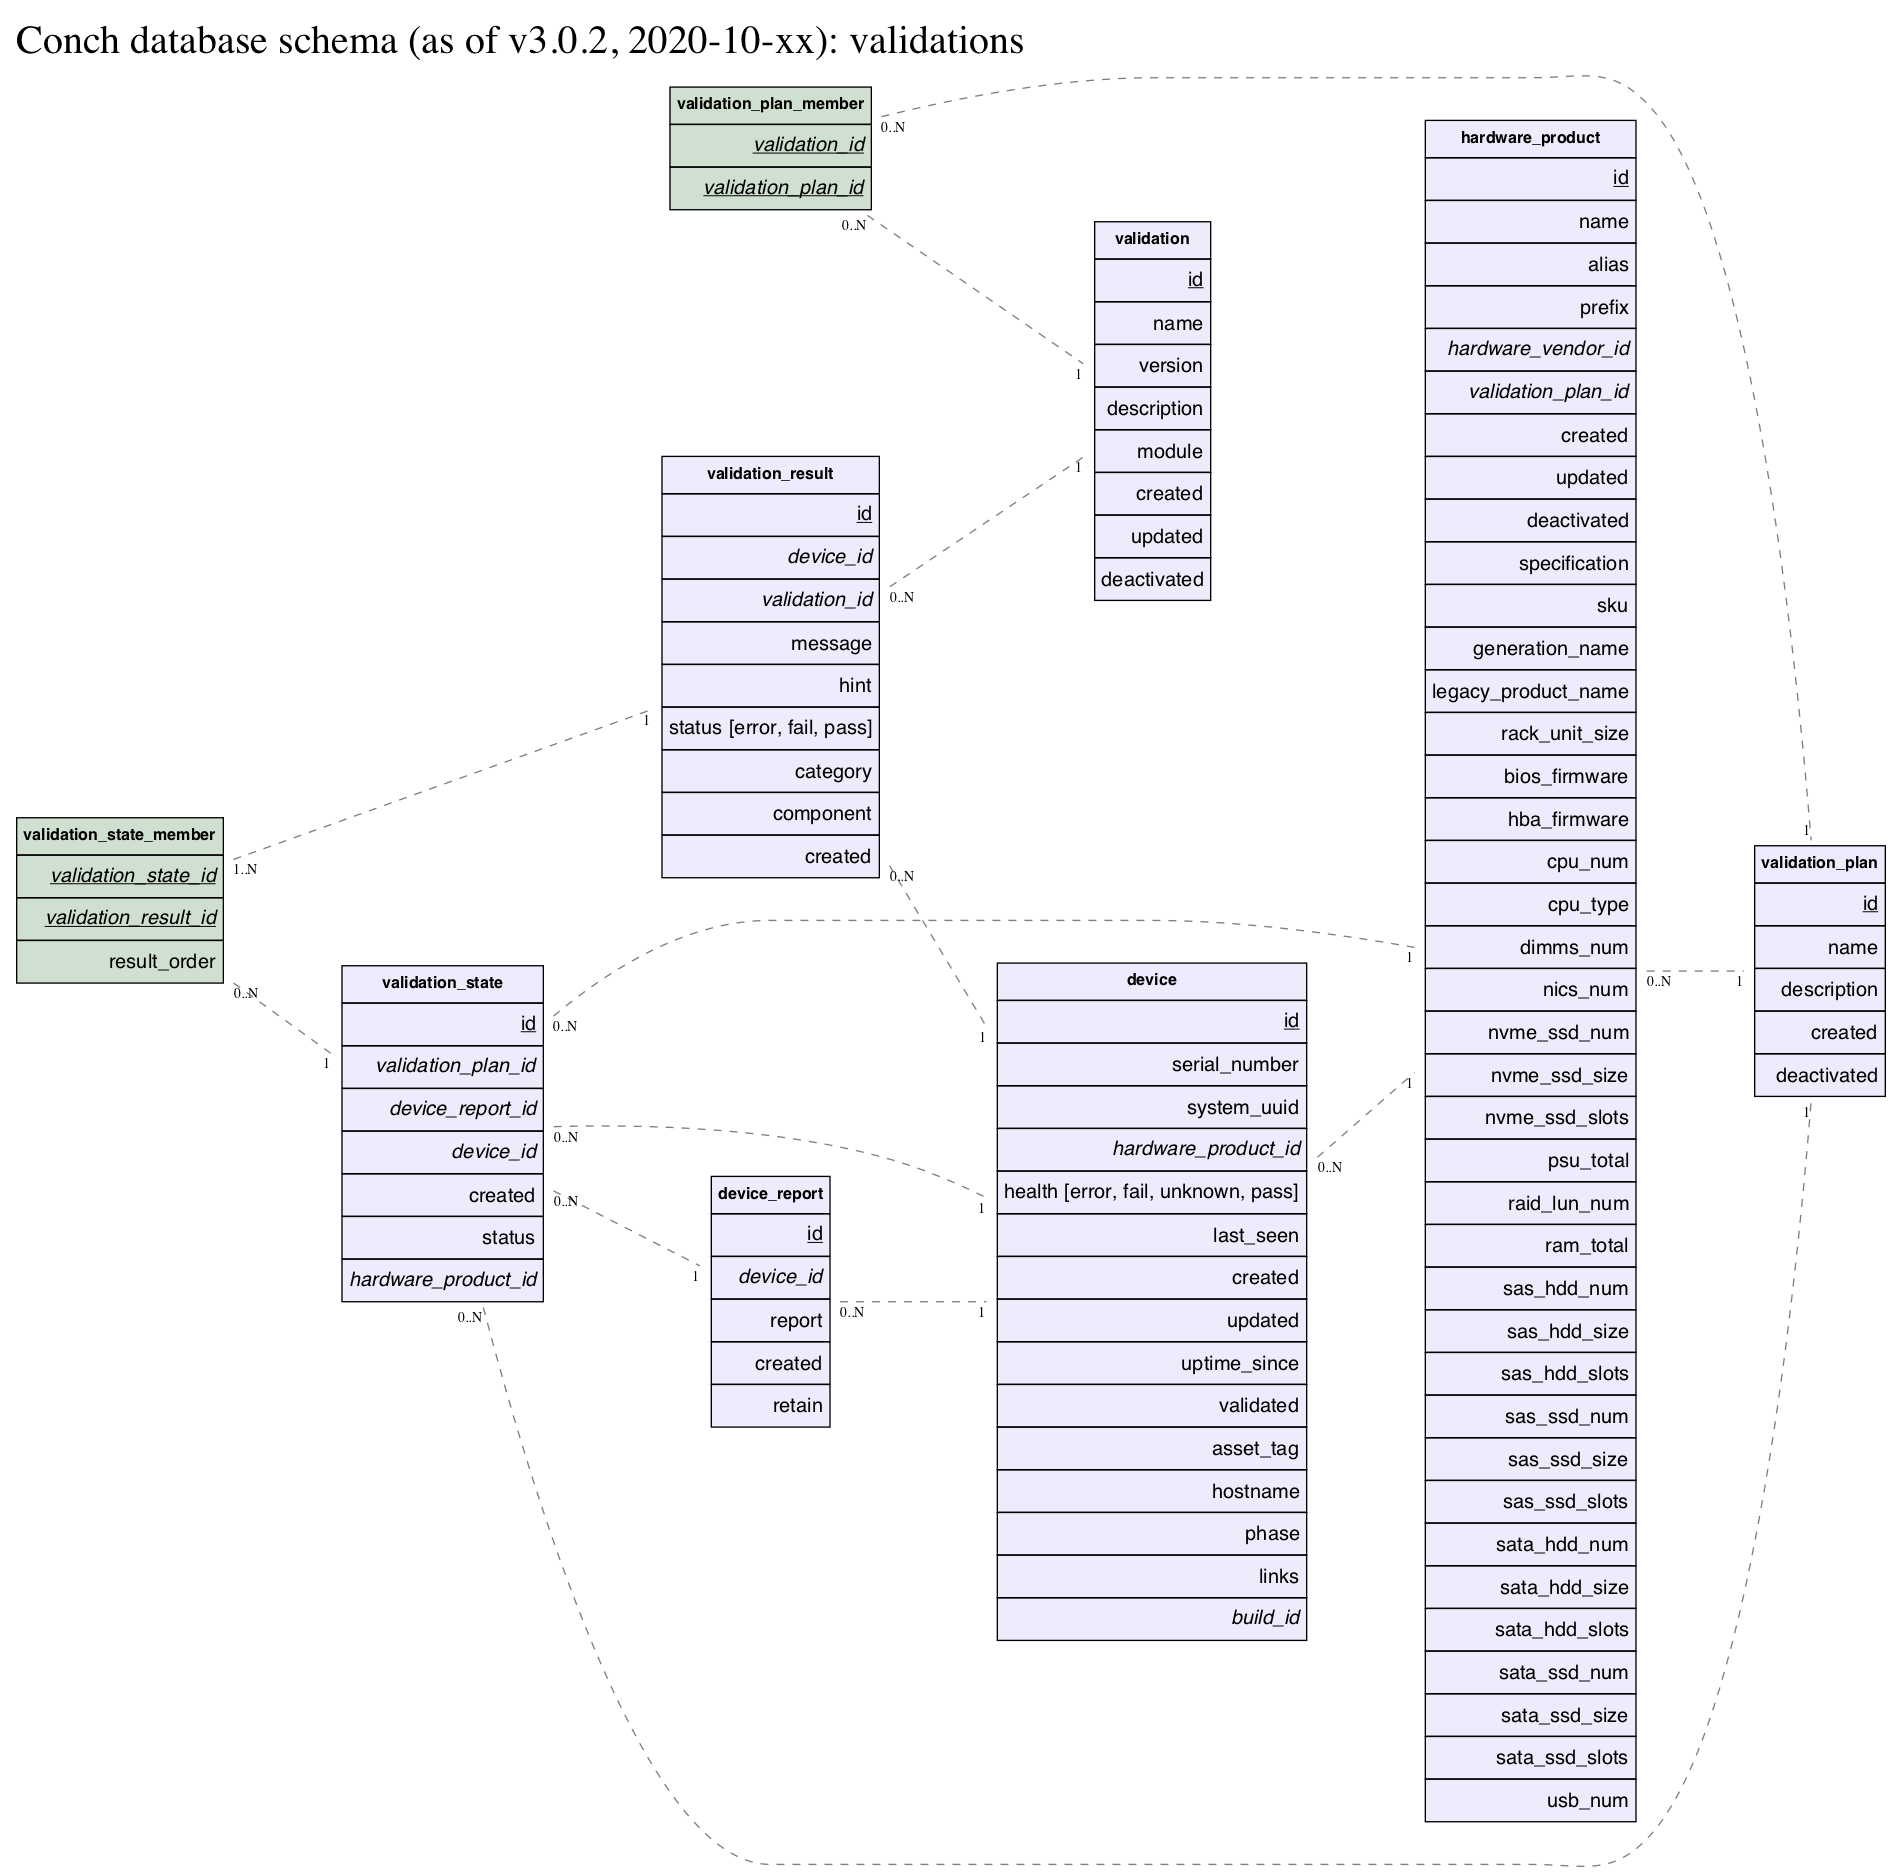 Conch database schema (as of v3.0.2, 2020-10-xx): validations
validation_plan_member
validation_id
validation_plan_id
0..N
0..N
validation
id
name
version
description
module
created
updated
deactivated
1
1
validation_result
id
device_id
validation_id
message
hint
status [error, fail, pass]
category
component
created
0..N
1
0..N
validation_state_member
validation_state_id
validation_result_id
result_order
1..N
0..N
validation_state
id
validation_plan_id
device_report_id
device_id
created
status
hardware_product_id
1
0..N
0..N
0..N
0..N
device_report
id
device_id
report
created
retain
1
0..N
device
id
serial_number
system_uuid
hardware_product_id
health [error, fail, unknown, pass]
last_seen
created
updated
uptime_since
validated
asset_tag
hostname
phase
links
build_id
1
1
1
0..N
hardware_product
id
name
alias
prefix
hardware_vendor_id
validation_plan_id
created
updated
deactivated
specification
sku
generation_name
legacy_product_name
rack_unit_size
bios_firmware
hba_firmware
cpu_num
cpu_type
dimms_num
nics_num
nvme_ssd_num
nvme_ssd_size
nvme_ssd_slots
psu_total
raid_lun_num
ram_total
sas_hdd_num
sas_hdd_size
sas_hdd_slots
sas_ssd_num
sas_ssd_size
sas_ssd_slots
sata_hdd_num
sata_hdd_size
sata_hdd_slots
sata_ssd_num
sata_ssd_size
sata_ssd_slots
usb_num
1
1
0..N
1
validation_plan
id
name
description
created
deactivated
1
1